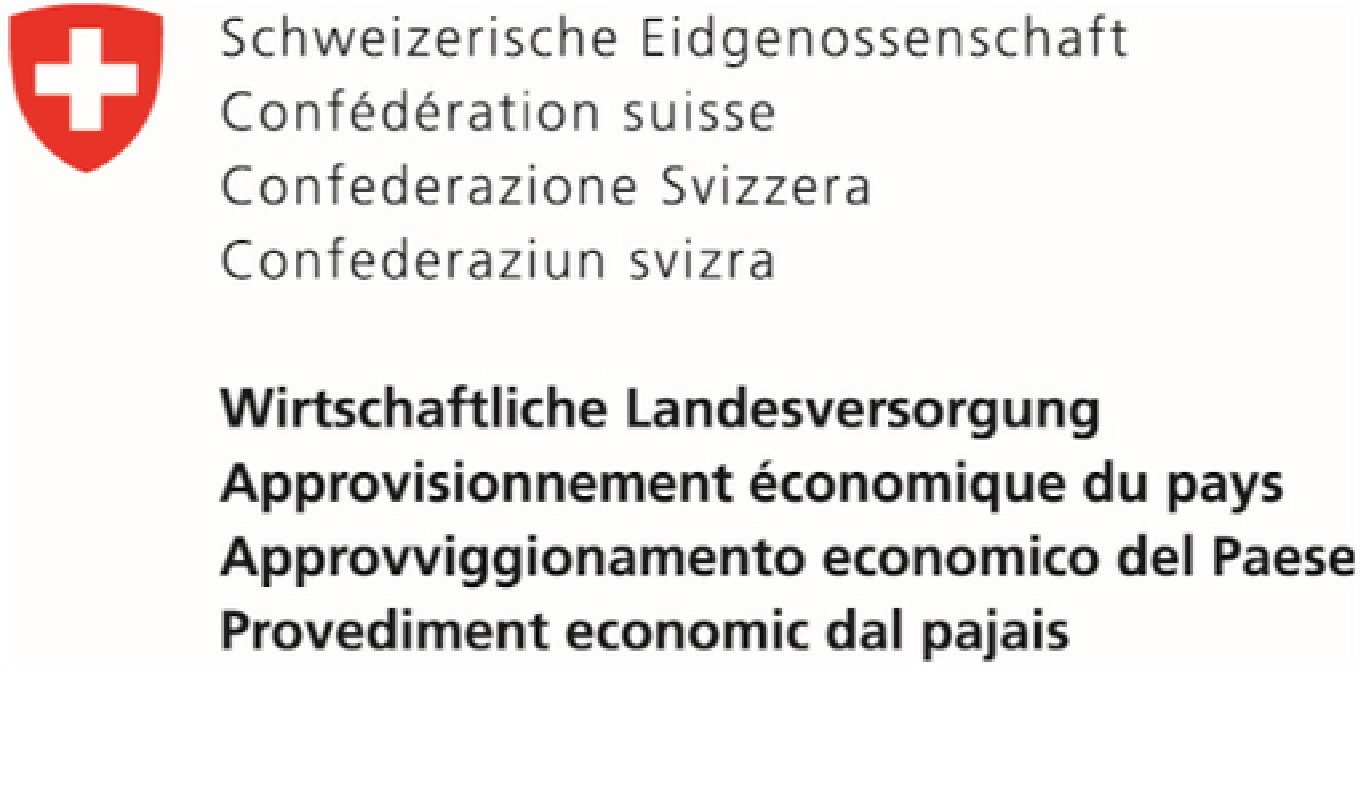 Schweizerische Eidgenossenschaft
Confédération suisse
Confederazione Svizzera
Confederaziun svizra
Wirtschaftliche Landesversorgung
Approvisionnement économique du pays
Approvviggionamento economico del Paese
Provediment economic dal pajais